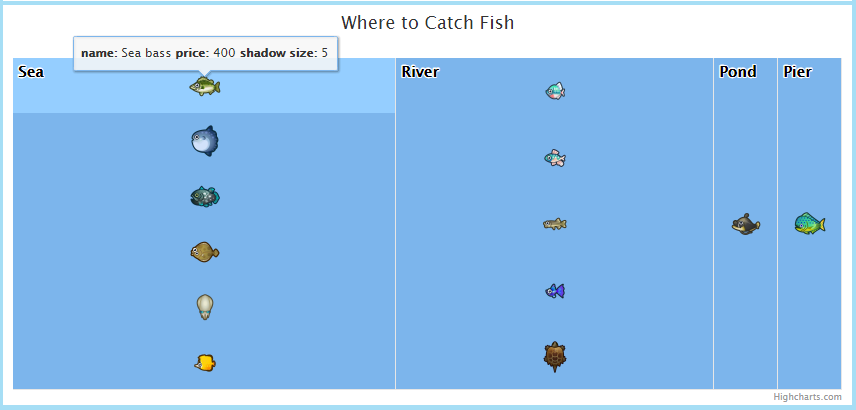 Where to Catch Fish
name: Sea bass price: 400 shadow size: 5
Sea
River
Pond
Pier
Highcharts.com